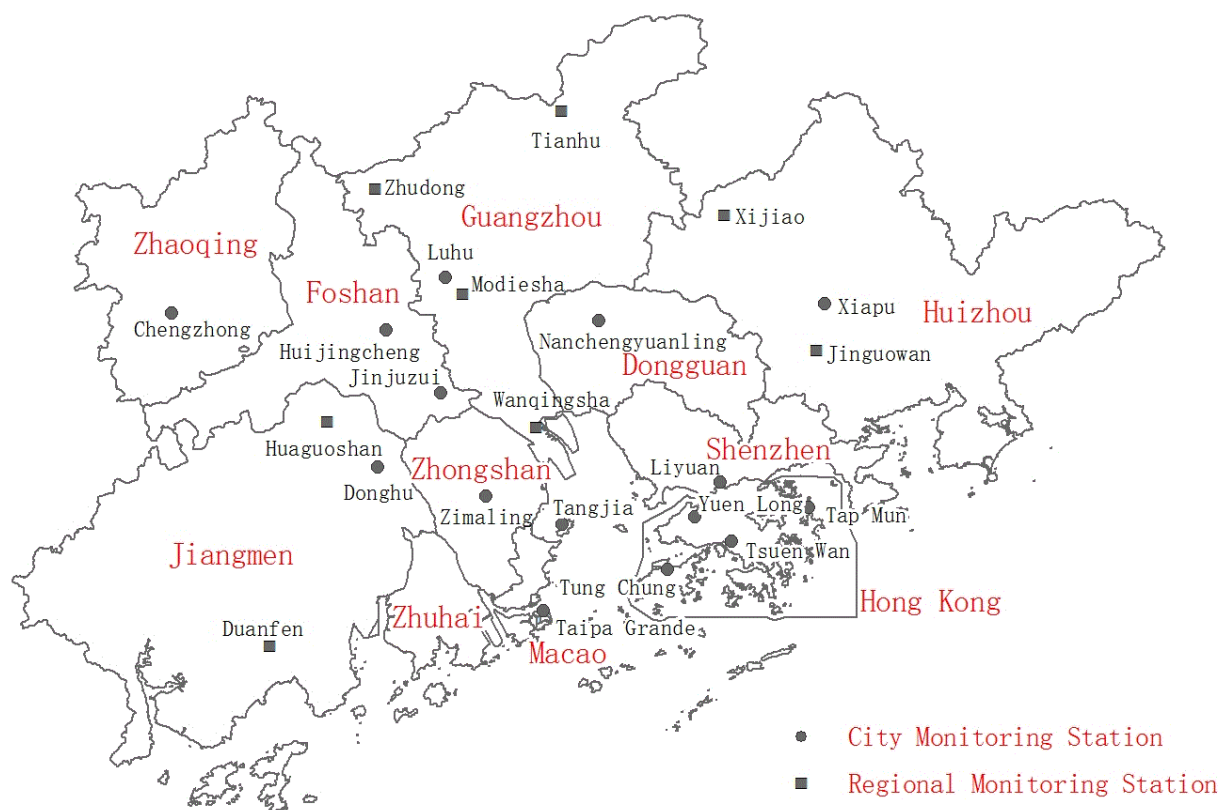 Tianhu
Zhudong
Guangzhou
Xijiao
Zhaoqing
Luhu
Foshan
Modiesha
Xiapu
Huizhou
Chengzhong
Huijingcheng
Nanchengyuanling
Jinguowan
Dongguan
Jinjuzui
Wanqingsha
Huaguoshan
Shenzhen
Zhongshan
Liyuan
Donghu
Yuen Long
Zimaling
Tangjia
Tap Mun
Jiangmen
Tsuen Wan
Tung Chung
Hong Kong
Zhuhai
Duanfen
Taipa Grande
Macao
City Monitoring Station
Regional Monitoring Station